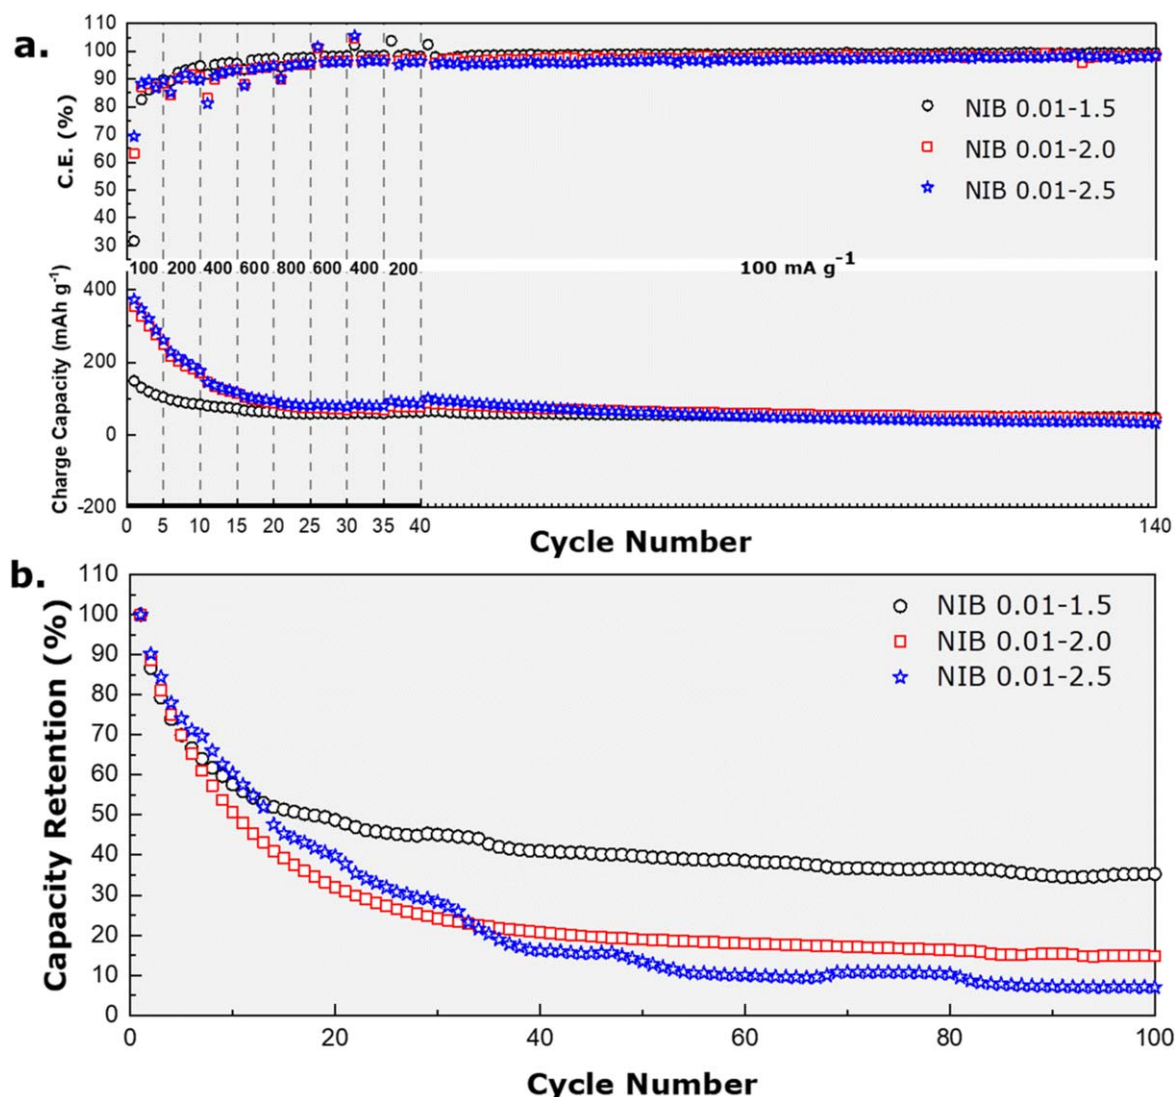 a.
110
100
90
80
70
60
50
40
30
C.E. (%)
NIB 0.01-1.5
NIB 0.01-2.0
NIB 0.01-2.5
100 200 400 600 800 600 400 200 100 mA g⁻¹
400
200
0
-200
Charge Capacity (mAh g⁻¹)
0 5 10 15 20 25 30 35 40 140
Cycle Number
b.
110
100
90
80
70
60
50
40
30
20
10
0
Capacity Retention (%)
NIB 0.01-1.5
NIB 0.01-2.0
NIB 0.01-2.5
0 20 40 60 80 100
Cycle Number